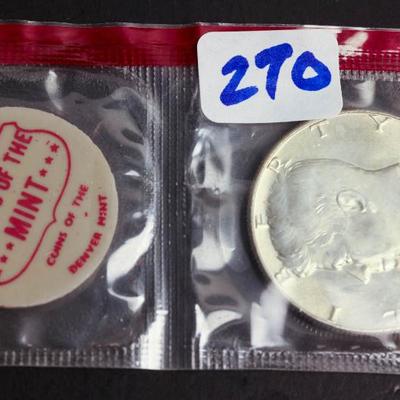 270
S OF THE
MINT
COINS OF THE
DENVER MINT
ERTY